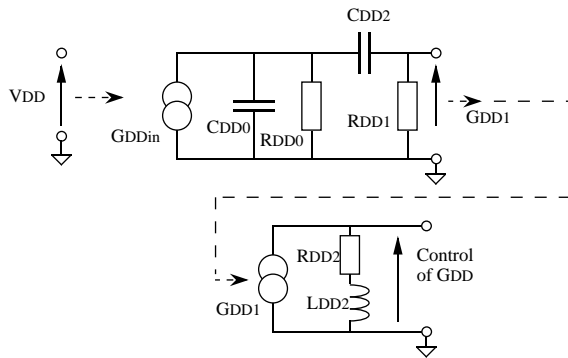 CDD2
VDD
GDDin
CDD0
RDD0
RDD1
GDD1
RDD2
LDD2
GDD1
Control
of GDD